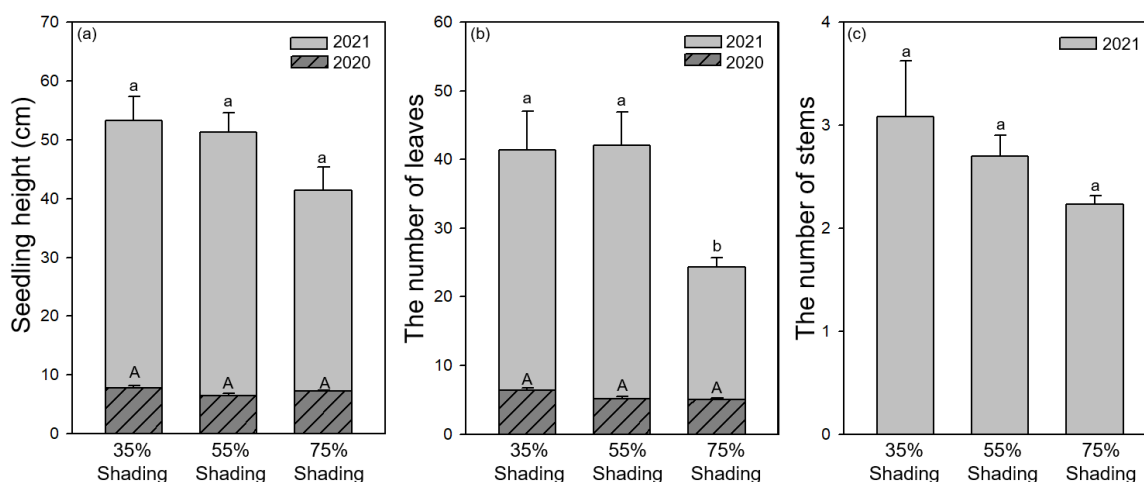 (a)
2021
2020
Seedling height (cm)
70
60
50
40
30
20
10
0
a
a
a
A
A
A
35%
Shading
55%
Shading
75%
Shading
(b)
2021
2020
The number of leaves
60
50
40
30
20
10
0
a
a
b
A
A
A
35%
Shading
55%
Shading
75%
Shading
(c)
2021
The number of stems
4
3
2
1
0
a
a
a
35%
Shading
55%
Shading
75%
Shading